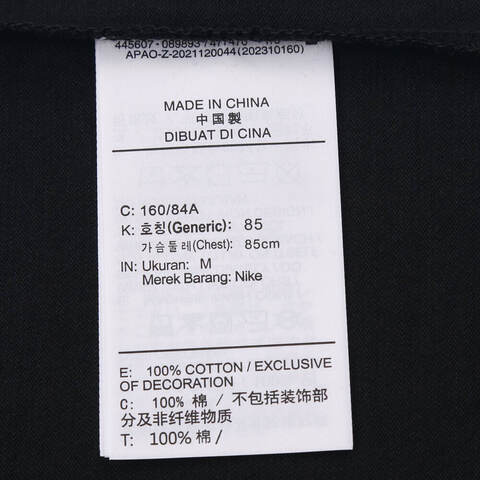 APAO-Z-2021120044 (202310160)
MADE IN CHINA
中国製
DIBUAT DI CINA
C: 160/84A
K: 호칭(Generic): 85
가슴둘레(Chest): 85cm
IN: Ukuran: M
Merek Barang: Nike
E: 100% COTTON / EXCLUSIVE
OF DECORATION
C: 100% 棉 / 不包括装饰部
分及非纤维物质
T: 100% 棉 /